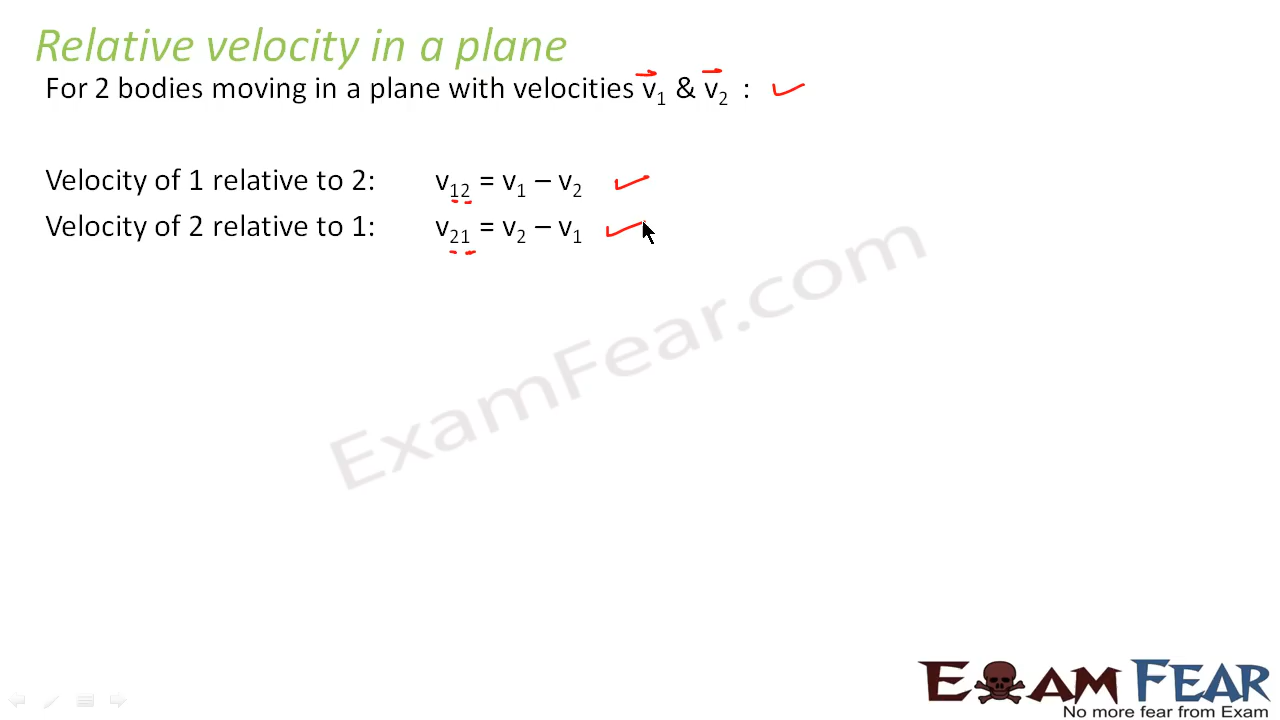 Relative velocity in a plane
For 2 bodies moving in a plane with velocities v⃗₁ & v⃗₂ :
Velocity of 1 relative to 2: v₁₂ = v₁ – v₂
Velocity of 2 relative to 1: v₂₁ = v₂ – v₁
ExamFear.com
EXAM FEAR
No more fear from Exam